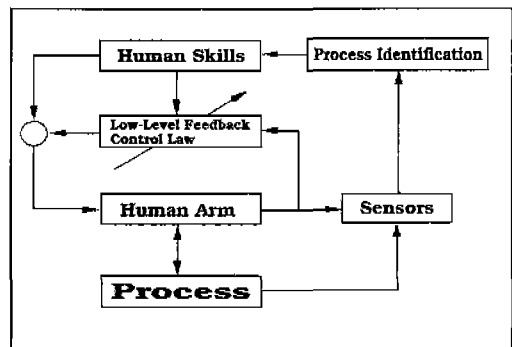 Human Skills
Process Identification
Low-Level Feedback
Control Law
Human Arm
Sensors
Process